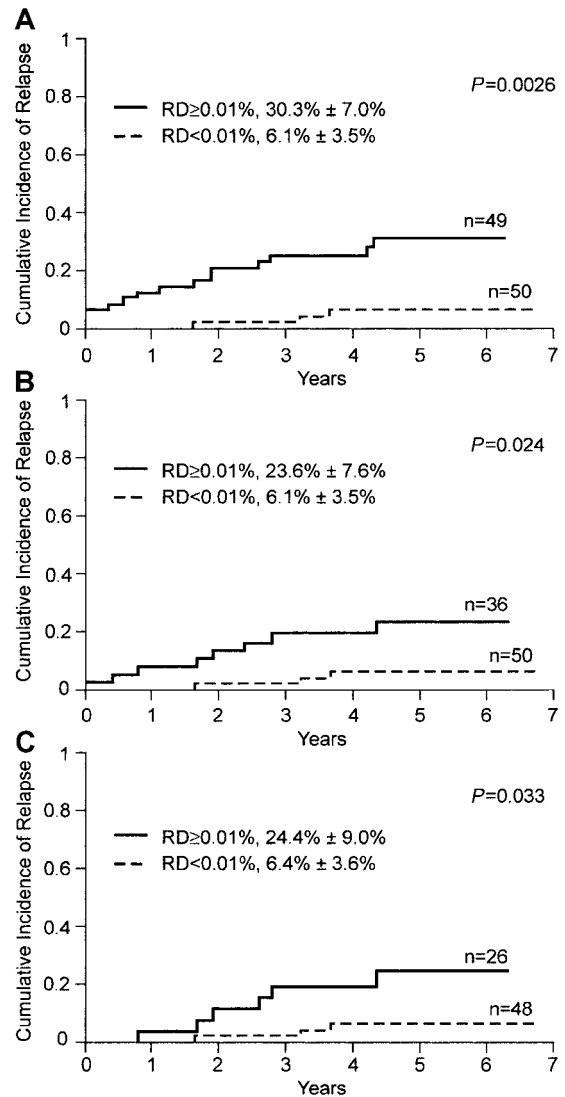 A
Cumulative Incidence of Relapse
1
0.8
0.6
0.4
0.2
0
P=0.0026
RD≥0.01%, 30.3% ± 7.0%
RD<0.01%, 6.1% ± 3.5%
n=49
n=50
0 1 2 3 4 5 6 7
Years
B
Cumulative Incidence of Relapse
1
0.8
0.6
0.4
0.2
0
P=0.024
RD≥0.01%, 23.6% ± 7.6%
RD<0.01%, 6.1% ± 3.5%
n=36
n=50
0 1 2 3 4 5 6 7
Years
C
Cumulative Incidence of Relapse
1
0.8
0.6
0.4
0.2
0
P=0.033
RD≥0.01%, 24.4% ± 9.0%
RD<0.01%, 6.4% ± 3.6%
n=26
n=48
0 1 2 3 4 5 6 7
Years